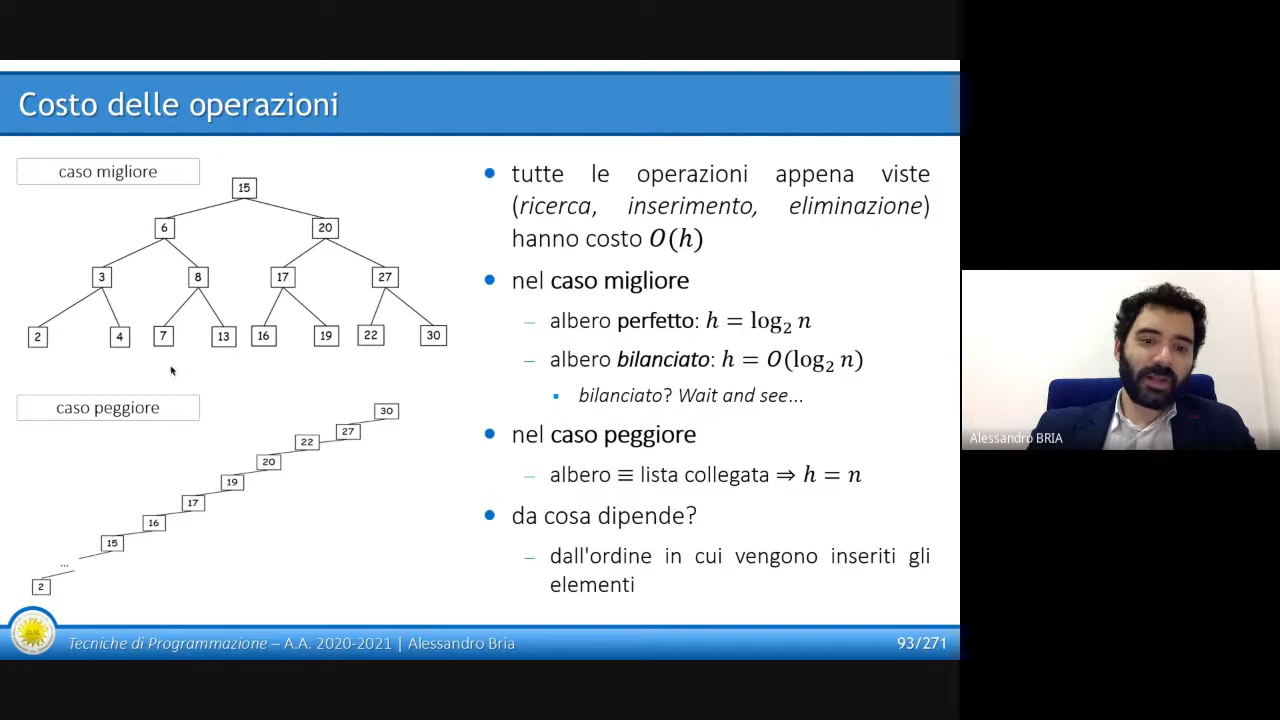 Costo delle operazioni
caso migliore
15
6
20
3
8
17
27
2
4
7
13
16
19
22
30
caso peggiore
30
27
22
20
19
17
16
15
...
2
• tutte le operazioni appena viste
(ricerca, inserimento, eliminazione)
hanno costo O(h)
• nel caso migliore
– albero perfetto: h = log₂ n
– albero bilanciato: h = O(log₂ n)
▪ bilanciato? Wait and see...
• nel caso peggiore
– albero ≡ lista collegata ⇒ h = n
• da cosa dipende?
– dall'ordine in cui vengono inseriti gli
elementi
Tecniche di Programmazione – A.A. 2020-2021 | Alessandro Bria
93/271
Alessandro BRIA